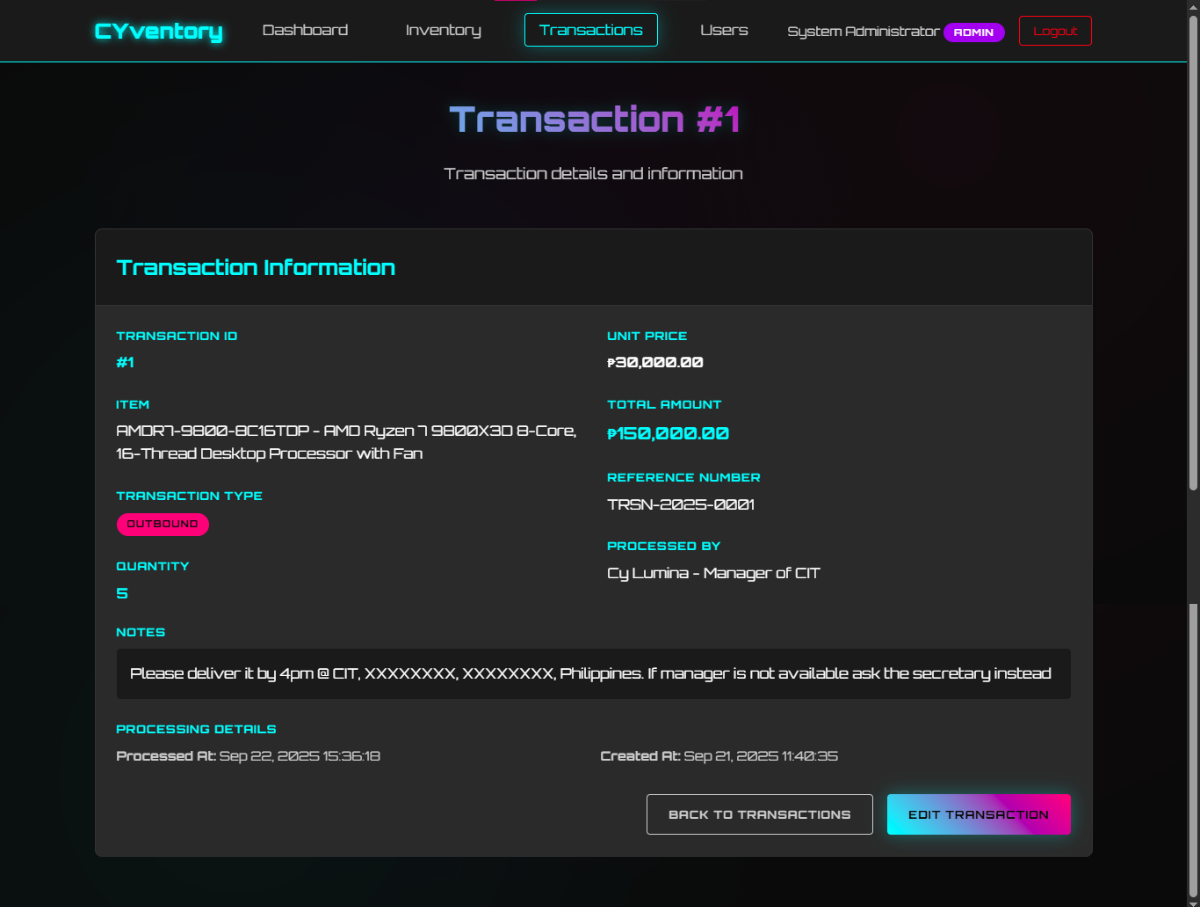 CYventory
Dashboard
Inventory
Transactions
Users
System Administrator ADMIN
Logout
Transaction #1
Transaction details and information
Transaction Information
TRANSACTION ID
#1
ITEM
AMDR7-9800-8C16TDP - AMD Ryzen 7 9800X3D 8-Core,
16-Thread Desktop Processor with Fan
TRANSACTION TYPE
OUTBOUND
QUANTITY
5
UNIT PRICE
₱30,000.00
TOTAL AMOUNT
₱150,000.00
REFERENCE NUMBER
TRSN-2025-0001
PROCESSED BY
Cy Lumina - Manager of CIT
NOTES
Please deliver it by 4pm @ CIT, XXXXXXXX, XXXXXXXX, Philippines. If manager is not available ask the secretary instead
PROCESSING DETAILS
Processed At: Sep 22, 2025 15:36:18
Created At: Sep 21, 2025 11:40:35
BACK TO TRANSACTIONS
EDIT TRANSACTION